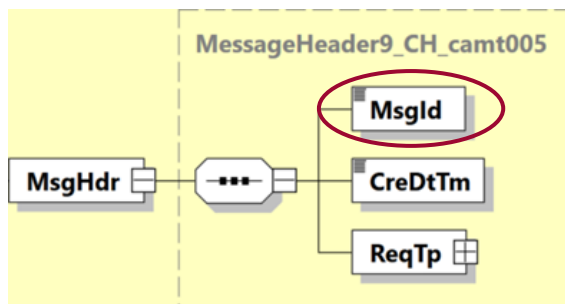 MessageHeader9_CH_camt005
MsgId
MsgHdr
CreDtTm
ReqTp